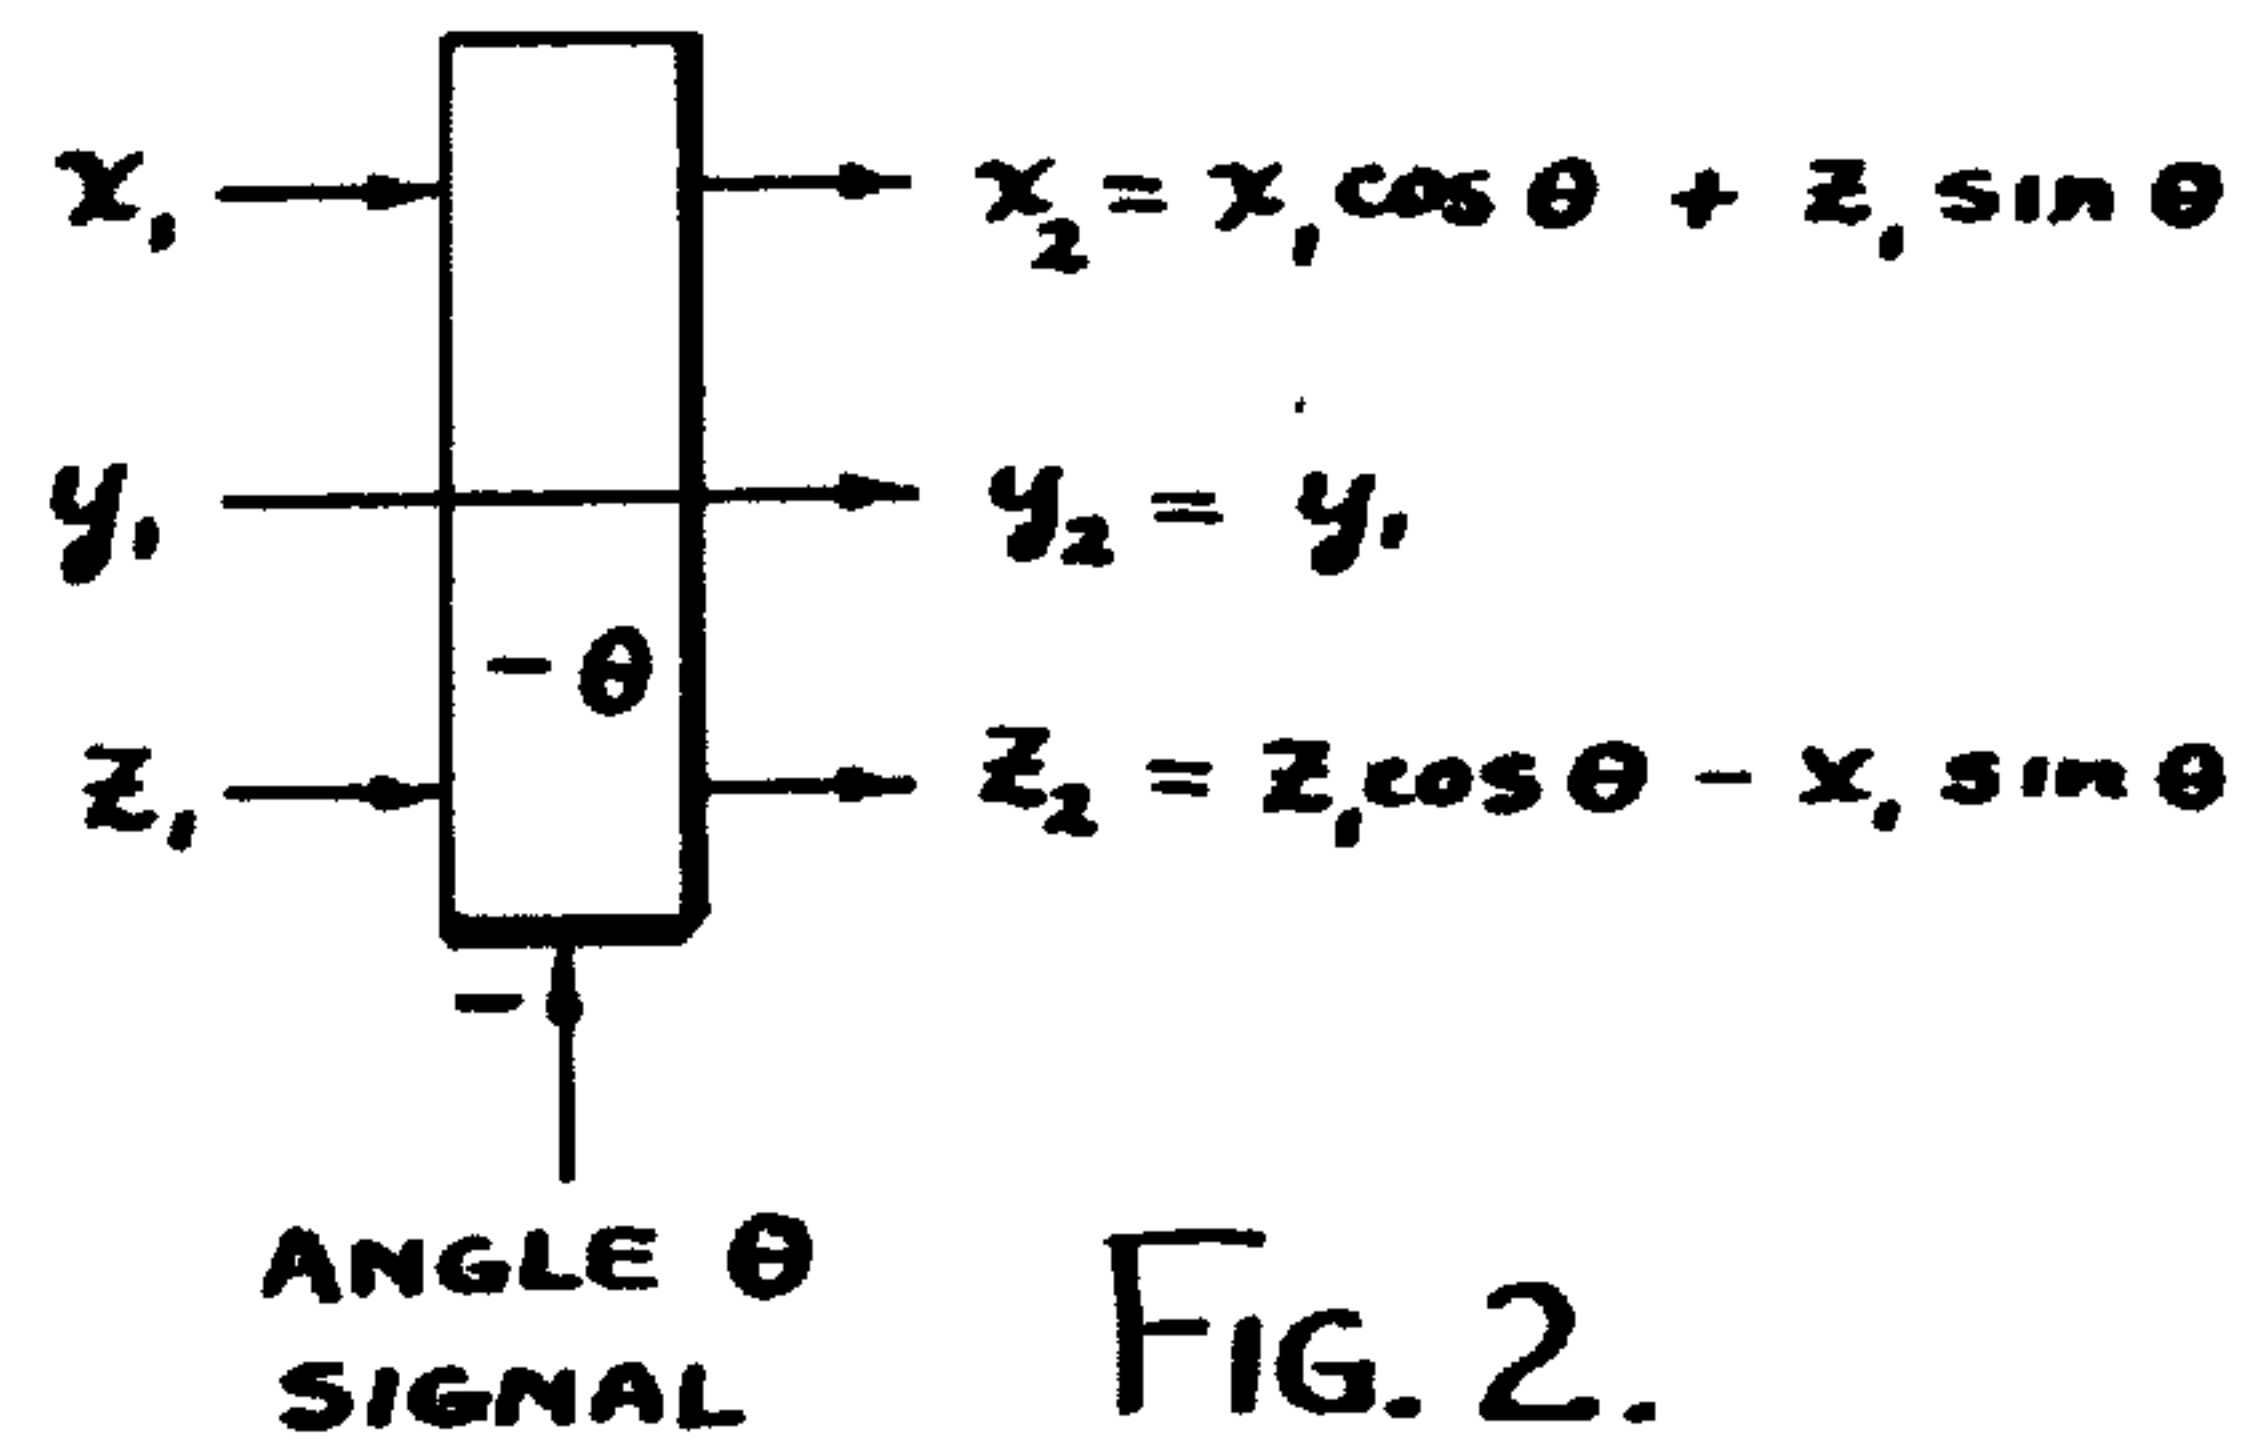 x₁ x₂ = x₁ cos θ + z₁ sin θ
y₁ y₂ = y₁
- θ
z₁ z₂ = z₁ cos θ - x₁ sin θ
-
ANGLE θ
SIGNAL
FIG. 2.